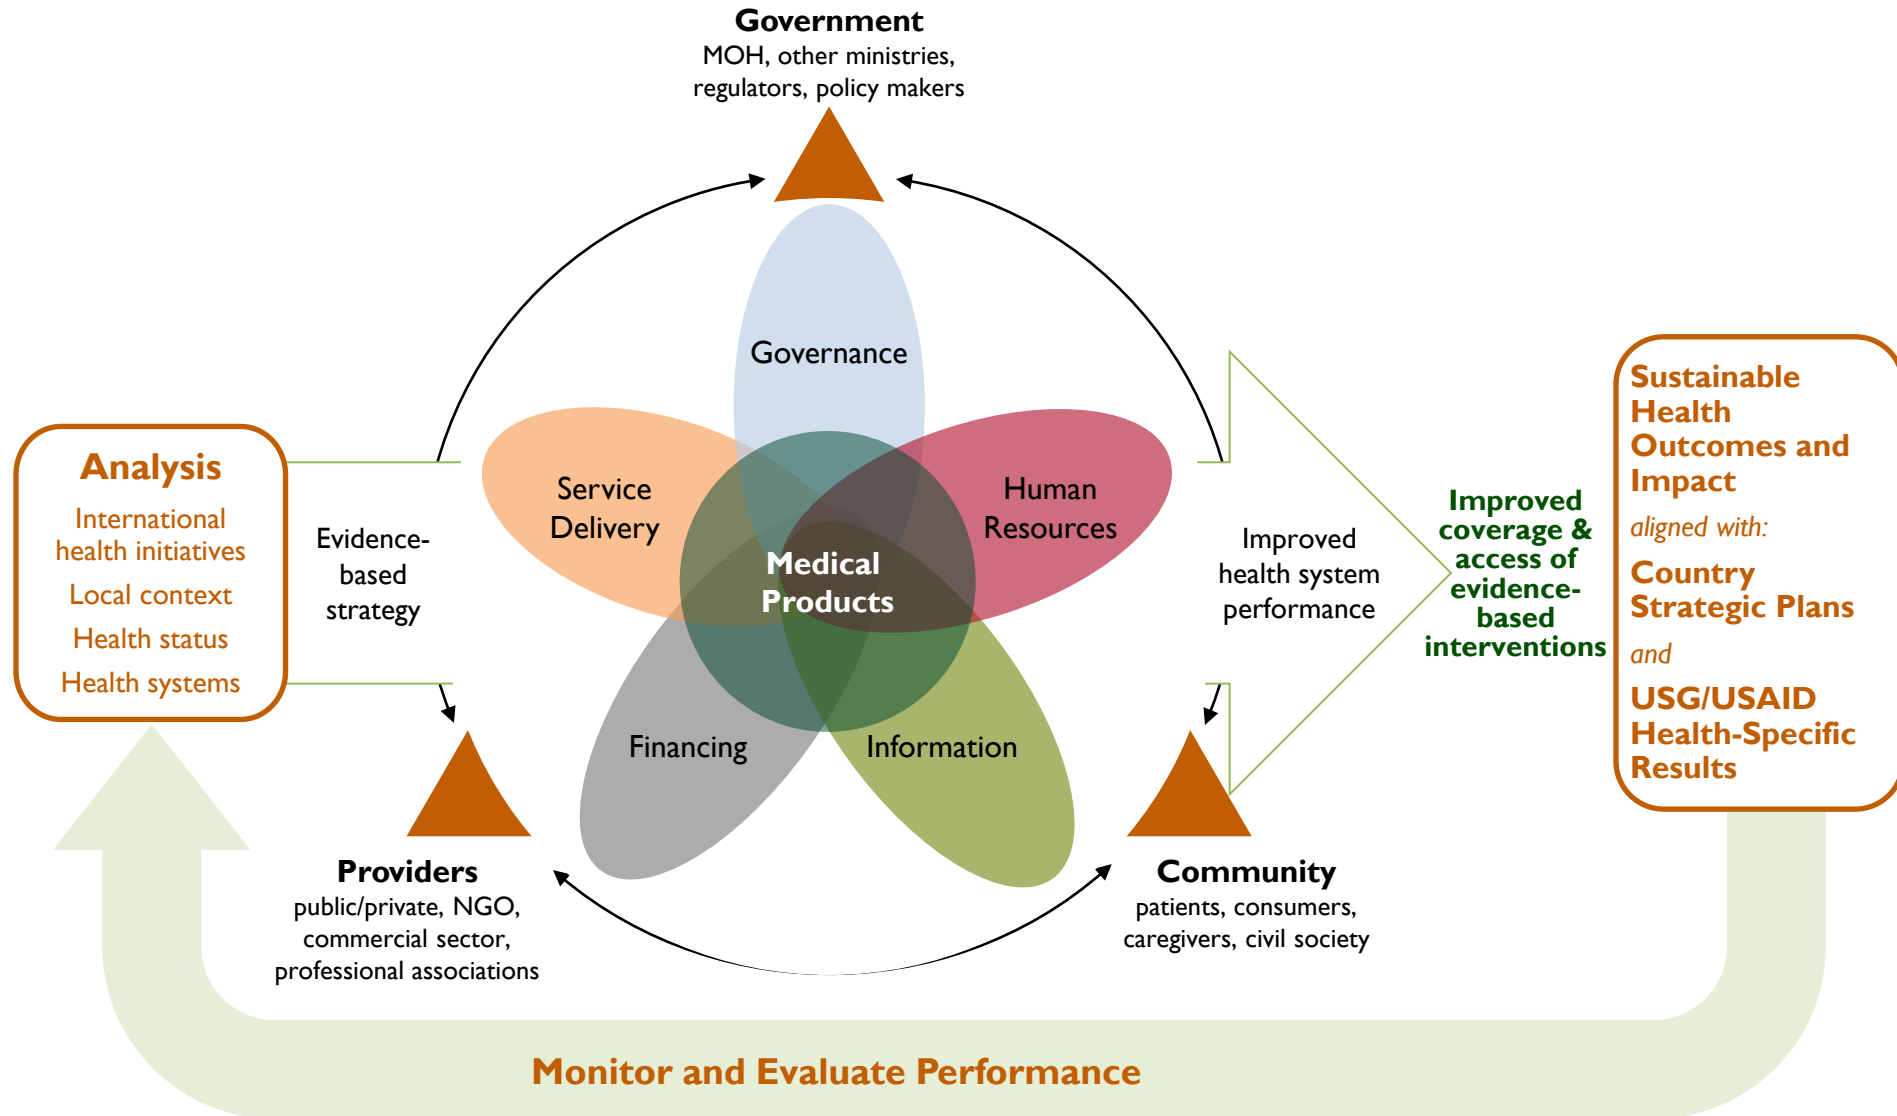 Government
MOH, other ministries,
regulators, policy makers
Governance
Service
Delivery
Human
Resources
Medical
Products
Financing
Information
Analysis
International
health initiatives
Local context
Health status
Health systems
Evidence-
based
strategy
Improved
health system
performance
Improved
coverage &
access of
evidence-
based
interventions
Sustainable
Health
Outcomes and
Impact
aligned with:
Country
Strategic Plans
and
USG/USAID
Health-Specific
Results
Providers
public/private, NGO,
commercial sector,
professional associations
Community
patients, consumers,
caregivers, civil society
Monitor and Evaluate Performance